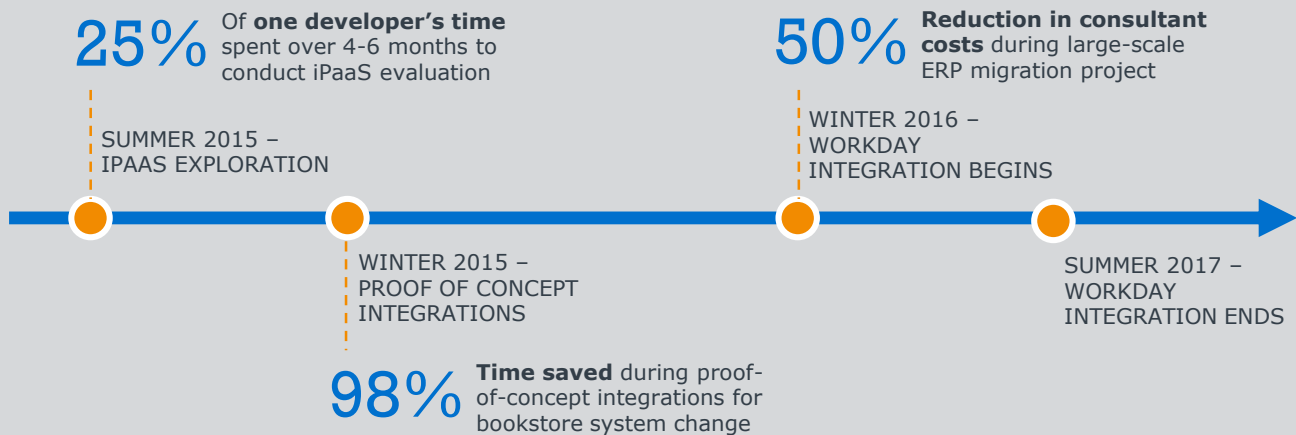 25%
Of one developer's time
spent over 4-6 months to
conduct iPaaS evaluation
50%
Reduction in consultant
costs during large-scale
ERP migration project
SUMMER 2015 –
IPAAS EXPLORATION
WINTER 2016 –
WORKDAY
INTEGRATION BEGINS
WINTER 2015 –
PROOF OF CONCEPT
INTEGRATIONS
SUMMER 2017 –
WORKDAY
INTEGRATION ENDS
98%
Time saved during proof-
of-concept integrations for
bookstore system change